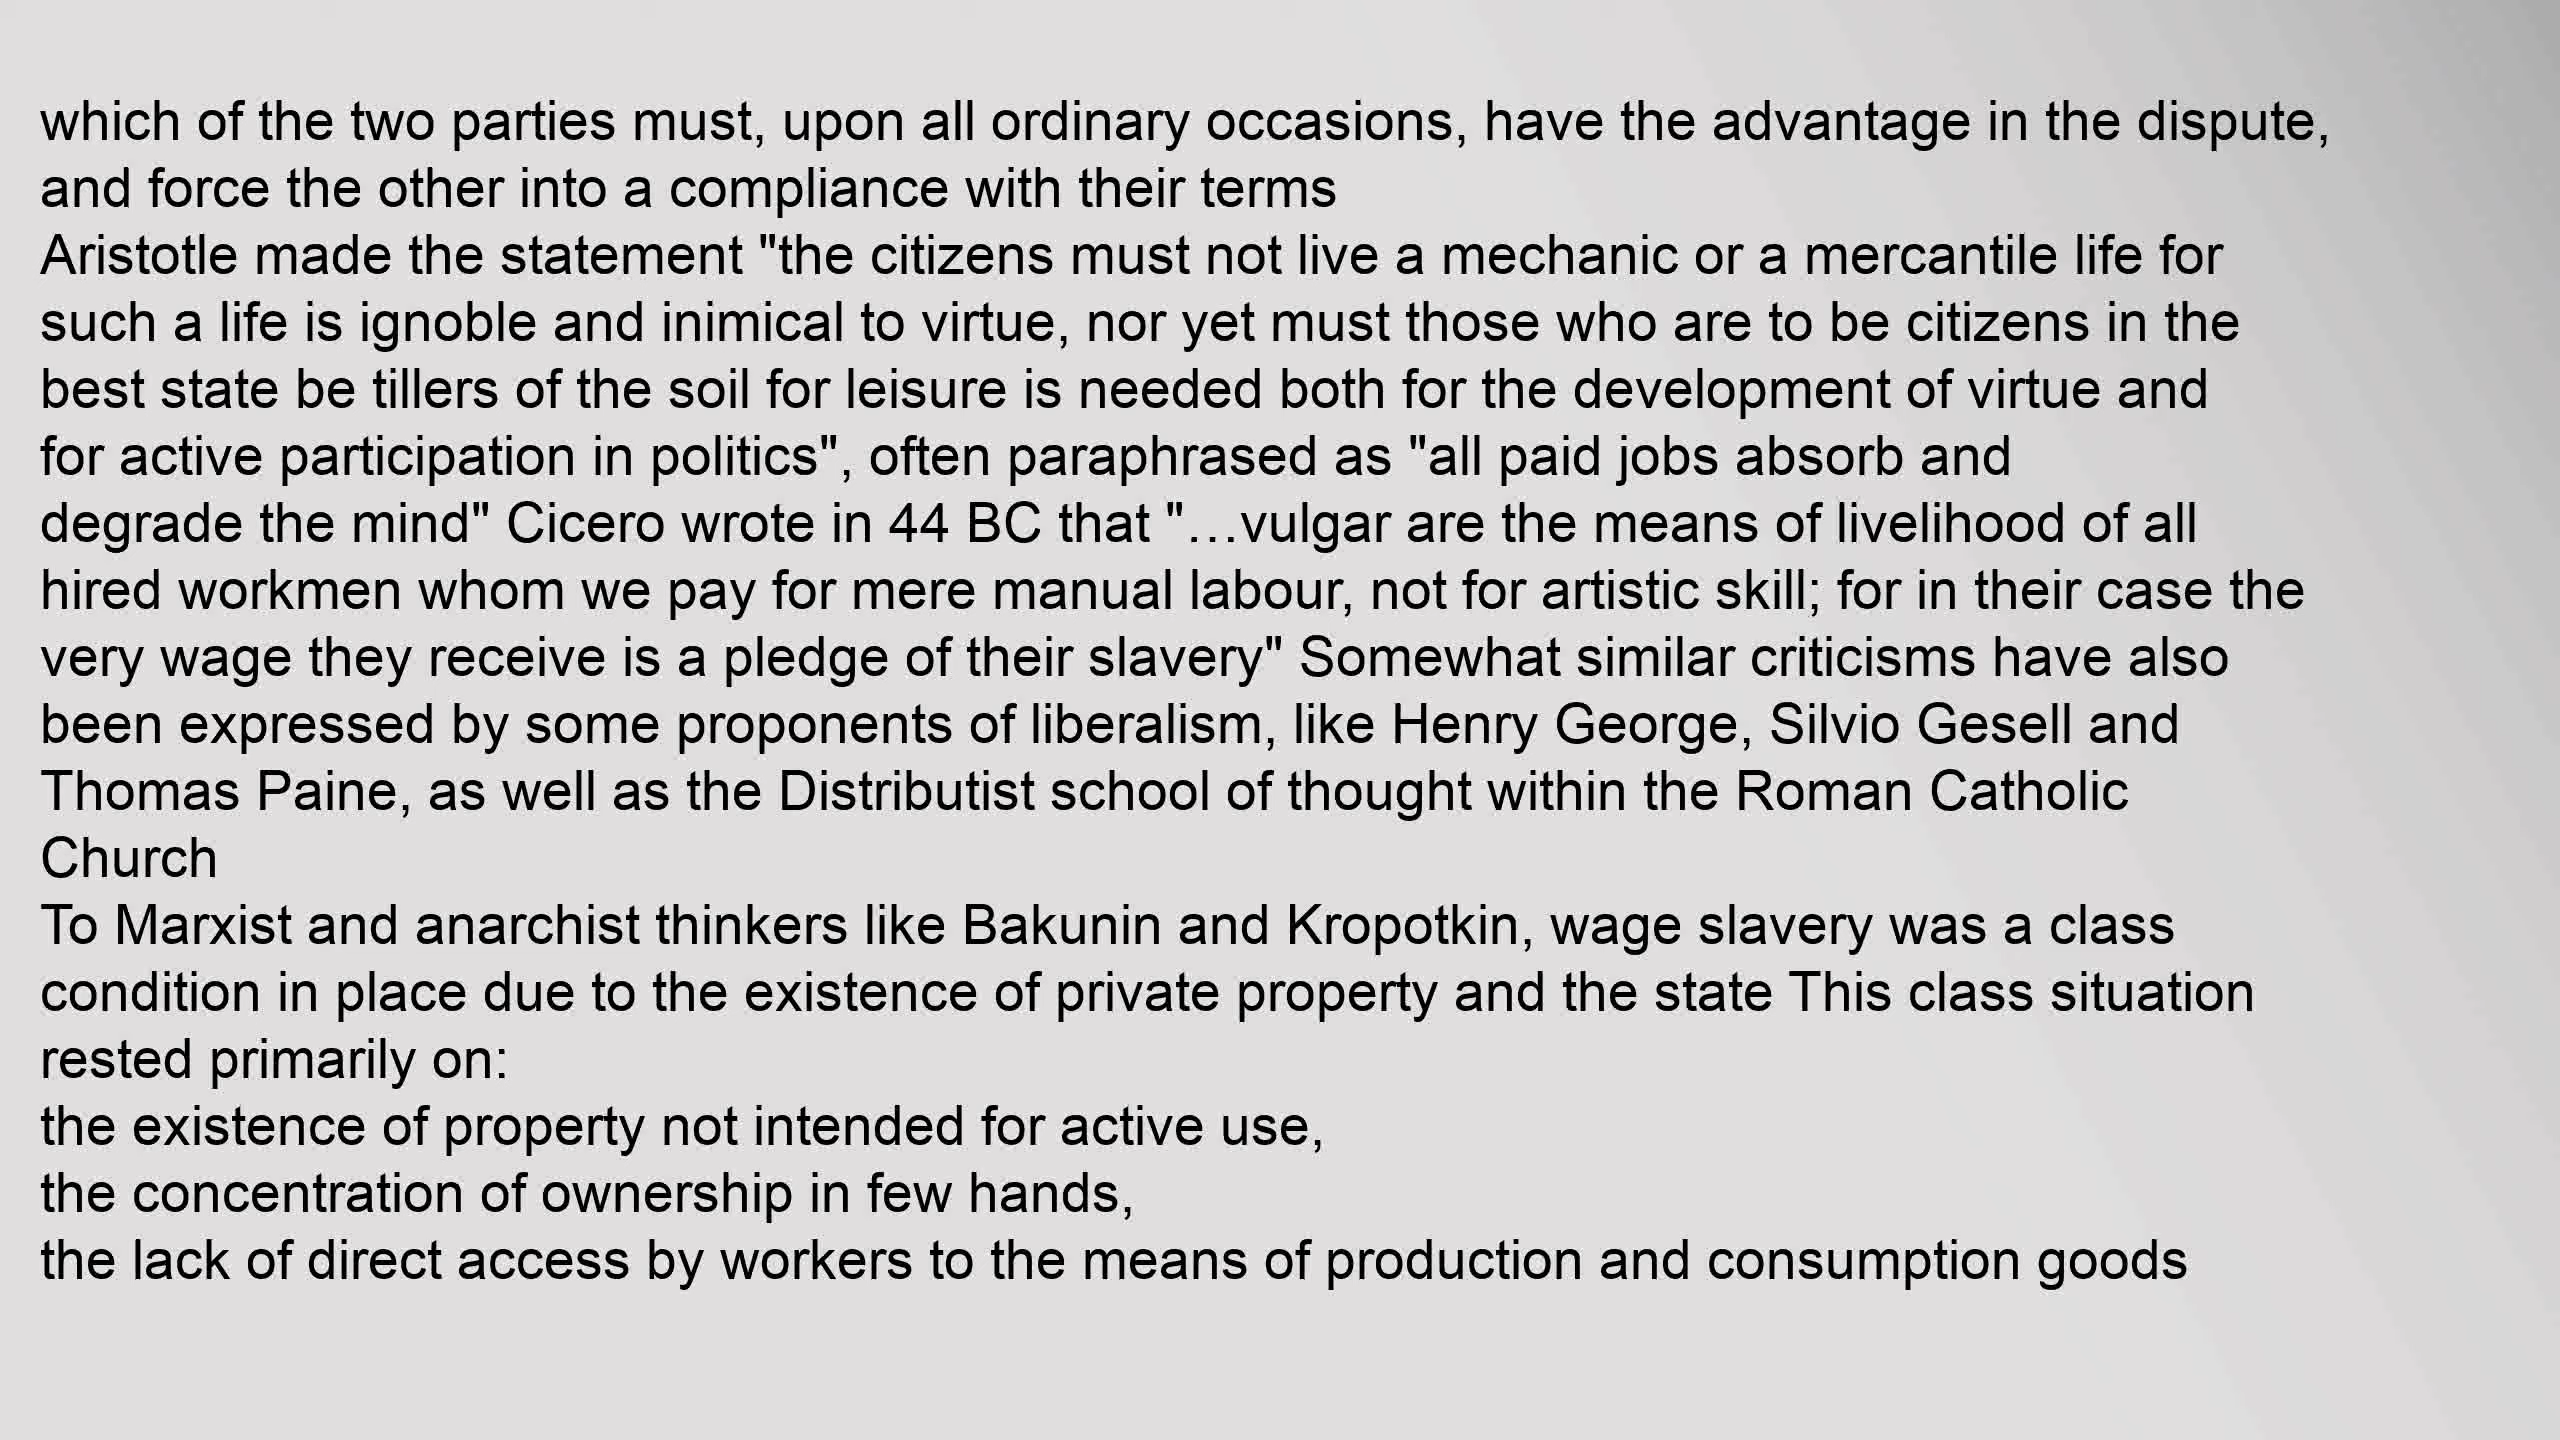 which of the two parties must, upon all ordinary occasions, have the advantage in the dispute,
and force the other into a compliance with their terms
Aristotle made the statement "the citizens must not live a mechanic or a mercantile life for
such a life is ignoble and inimical to virtue, nor yet must those who are to be citizens in the
best state be tillers of the soil for leisure is needed both for the development of virtue and
for active participation in politics", often paraphrased as "all paid jobs absorb and
degrade the mind" Cicero wrote in 44 BC that "…vulgar are the means of livelihood of all
hired workmen whom we pay for mere manual labour, not for artistic skill; for in their case the
very wage they receive is a pledge of their slavery" Somewhat similar criticisms have also
been expressed by some proponents of liberalism, like Henry George, Silvio Gesell and
Thomas Paine, as well as the Distributist school of thought within the Roman Catholic
Church
To Marxist and anarchist thinkers like Bakunin and Kropotkin, wage slavery was a class
condition in place due to the existence of private property and the state This class situation
rested primarily on:
the existence of property not intended for active use,
the concentration of ownership in few hands,
the lack of direct access by workers to the means of production and consumption goods